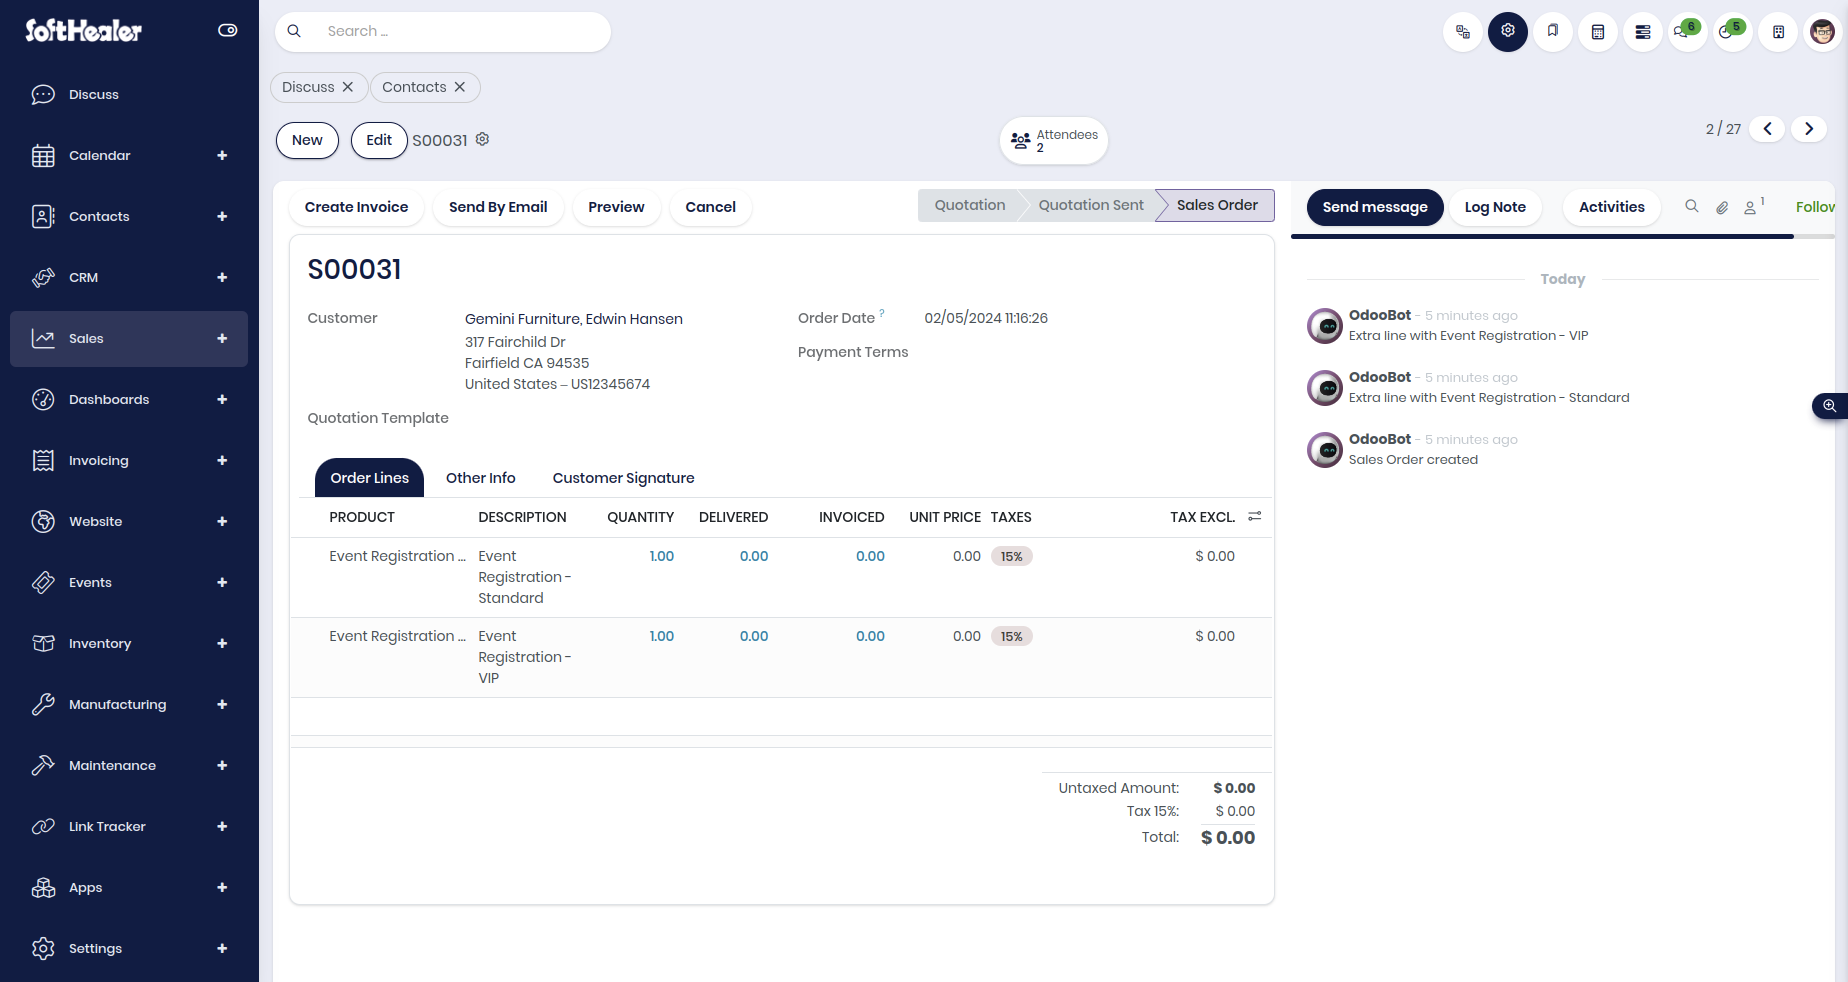 SoftHealer
Search ...
6
5
Discuss
Calendar
Contacts
CRM
Sales
Dashboards
Invoicing
Website
Events
Inventory
Manufacturing
Maintenance
Link Tracker
Apps
Settings
Discuss
Contacts
New
Edit
S00031
Attendees
2
2 / 27
Create Invoice
Send By Email
Preview
Cancel
Quotation
Quotation Sent
Sales Order
S00031
Customer
Gemini Furniture, Edwin Hansen
317 Fairchild Dr
Fairfield CA 94535
United States – US12345674
Order Date ?
02/05/2024 11:16:26
Payment Terms
Quotation Template
Order Lines
Other Info
Customer Signature
PRODUCT DESCRIPTION QUANTITY DELIVERED INVOICED UNIT PRICE TAXES TAX EXCL.
Event Registration ... Event 1.00 0.00 0.00 0.00 15% $ 0.00
Registration -
Standard
Event Registration ... Event 1.00 0.00 0.00 0.00 15% $ 0.00
Registration -
VIP
Untaxed Amount: $ 0.00
Tax 15%: $ 0.00
Total: $ 0.00
Send message
Log Note
Activities
1
Follow
Today
OdooBot - 5 minutes ago
Extra line with Event Registration - VIP
OdooBot - 5 minutes ago
Extra line with Event Registration - Standard
OdooBot - 5 minutes ago
Sales Order created